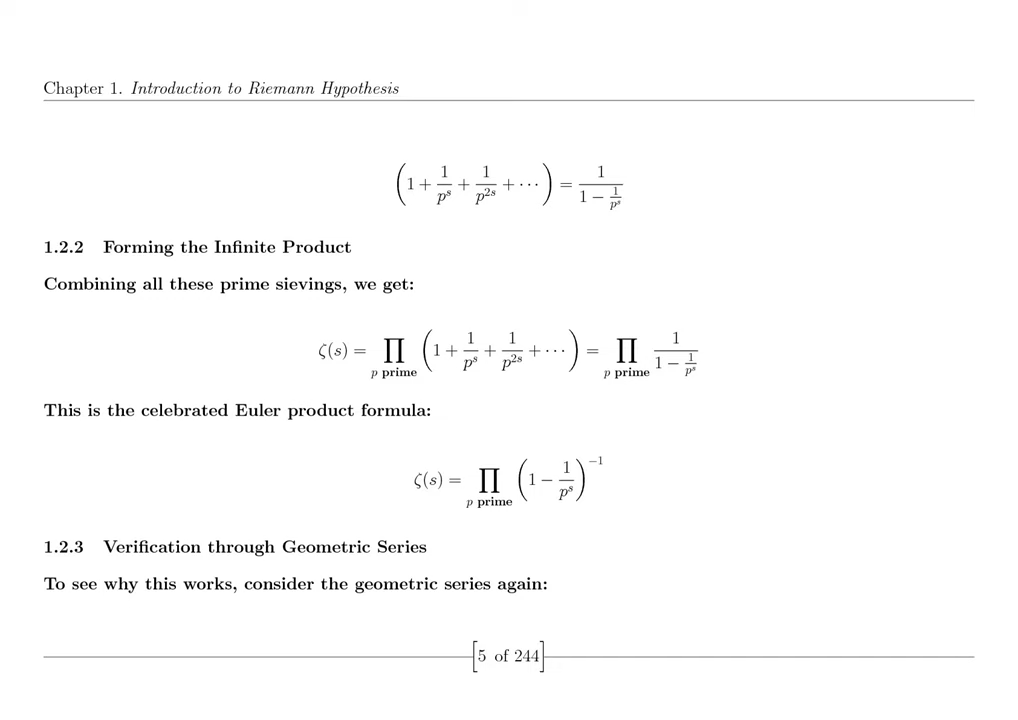 Chapter 1. Introduction to Riemann Hypothesis
(1 + 1/p^s + 1/p^{2s} + ···) = 1/(1 − 1/p^s)
1.2.2 Forming the Infinite Product
Combining all these prime sievings, we get:
ζ(s) = ∏_{p prime} (1 + 1/p^s + 1/p^{2s} + ···) = ∏_{p prime} 1/(1 − 1/p^s)
This is the celebrated Euler product formula:
ζ(s) = ∏_{p prime} (1 − 1/p^s)^{−1}
1.2.3 Verification through Geometric Series
To see why this works, consider the geometric series again:
[5 of 244]